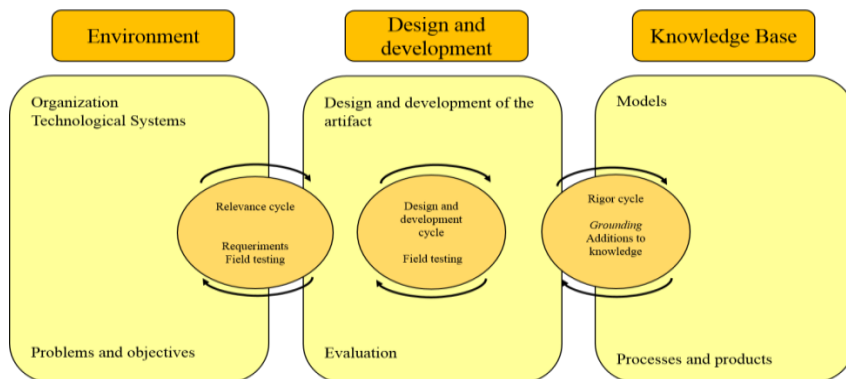 Environment
Design and
development
Knowledge Base
Organization
Technological Systems
Design and development of the
artifact
Models
Relevance cycle
Requeriments
Field testing
Design and
development
cycle
Field testing
Rigor cycle
Grounding
Additions to
knowledge
Problems and objectives
Evaluation
Processes and products